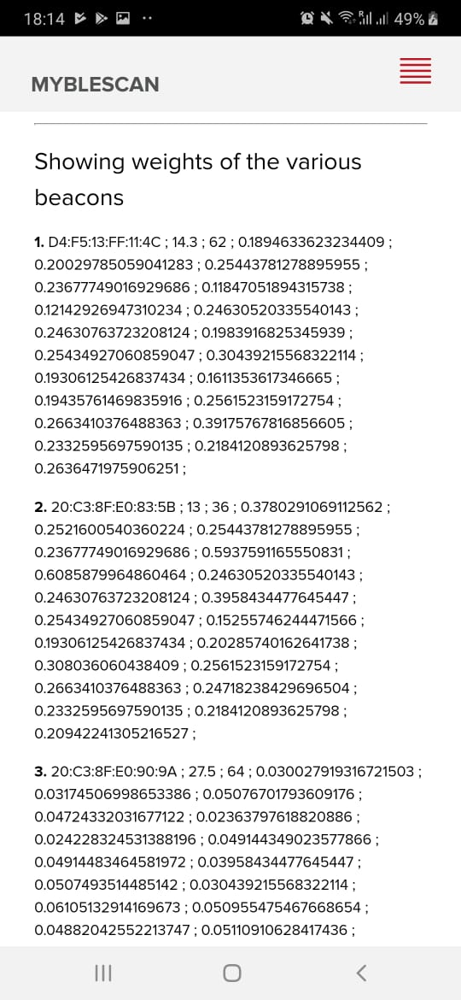 18:14
49%
MYBLESCAN
Showing weights of the various
beacons
1. D4:F5:13:FF:11:4C ; 14.3 ; 62 ; 0.1894633623234409 ;
0.20029785059041283 ; 0.25443781278895955 ;
0.23677749016929686 ; 0.11847051894315738 ;
0.12142926947310234 ; 0.24630520335540143 ;
0.24630763723208124 ; 0.1983916825345939 ;
0.25434927060859047 ; 0.30439215568322114 ;
0.19306125426837434 ; 0.1611353617346665 ;
0.19435761469835916 ; 0.2561523159172754 ;
0.2663410376488363 ; 0.39175767816856605 ;
0.2332595697590135 ; 0.2184120893625798 ;
0.2636471975906251 ;
2. 20:C3:8F:E0:83:5B ; 13 ; 36 ; 0.3780291069112562 ;
0.2521600540360224 ; 0.25443781278895955 ;
0.23677749016929686 ; 0.5937591165550831 ;
0.6085879964860464 ; 0.24630520335540143 ;
0.24630763723208124 ; 0.3958434477645447 ;
0.25434927060859047 ; 0.15255746244471566 ;
0.19306125426837434 ; 0.20285740162641738 ;
0.308036060438409 ; 0.2561523159172754 ;
0.2663410376488363 ; 0.24718238429696504 ;
0.2332595697590135 ; 0.2184120893625798 ;
0.20942241305216527 ;
3. 20:C3:8F:E0:90:9A ; 27.5 ; 64 ; 0.030027919316721503 ;
0.03174506998653386 ; 0.05076701793609176 ;
0.04724332031677122 ; 0.02363797618820886 ;
0.024228324531388196 ; 0.049144349023577866 ;
0.04914483464581972 ; 0.03958434477645447 ;
0.0507493514485142 ; 0.030439215568322114 ;
0.06105132914169673 ; 0.050955475467668654 ;
0.04882042552213747 ; 0.05110910628417436 ;